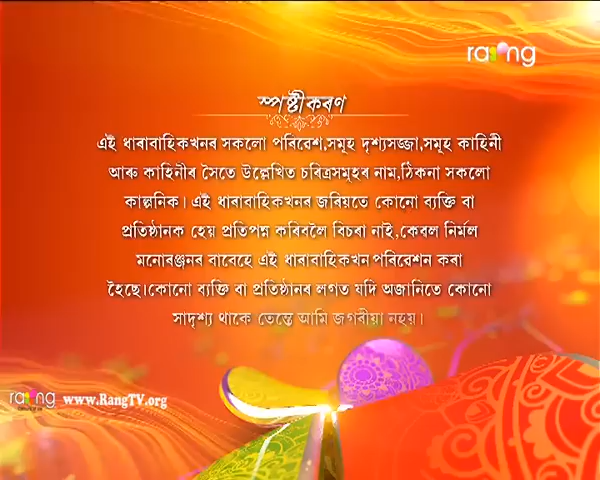 rang
স্পষ্টীকৰণ
এই ধাৰাবাহিকখনৰ সকলো পৰিৱেশ,সমূহ দৃশ্যসজ্জা,সমূহ কাহিনী
আৰু কাহিনীৰ সৈতে উল্লেখিত চৰিত্ৰসমূহৰ নাম,ঠিকনা সকলো
কাল্পনিক। এই ধাৰাবাহিকখনৰ জৰিয়তে কোনো ব্যক্তি বা
প্ৰতিষ্ঠানক হেয় প্ৰতিপন্ন কৰিবলৈ বিচৰা নাই,কেৱল নিৰ্মল
মনোৰঞ্জনৰ বাবেহে এই ধাৰাবাহিকখন পৰিৱেশন কৰা
হৈছে।কোনো ব্যক্তি বা প্ৰতিষ্ঠানৰ লগত যদি অজানিতে কোনো
সাদৃশ্য থাকে তেন্তে আমি জগৰীয়া নহয়।
rang www.RangTV.org